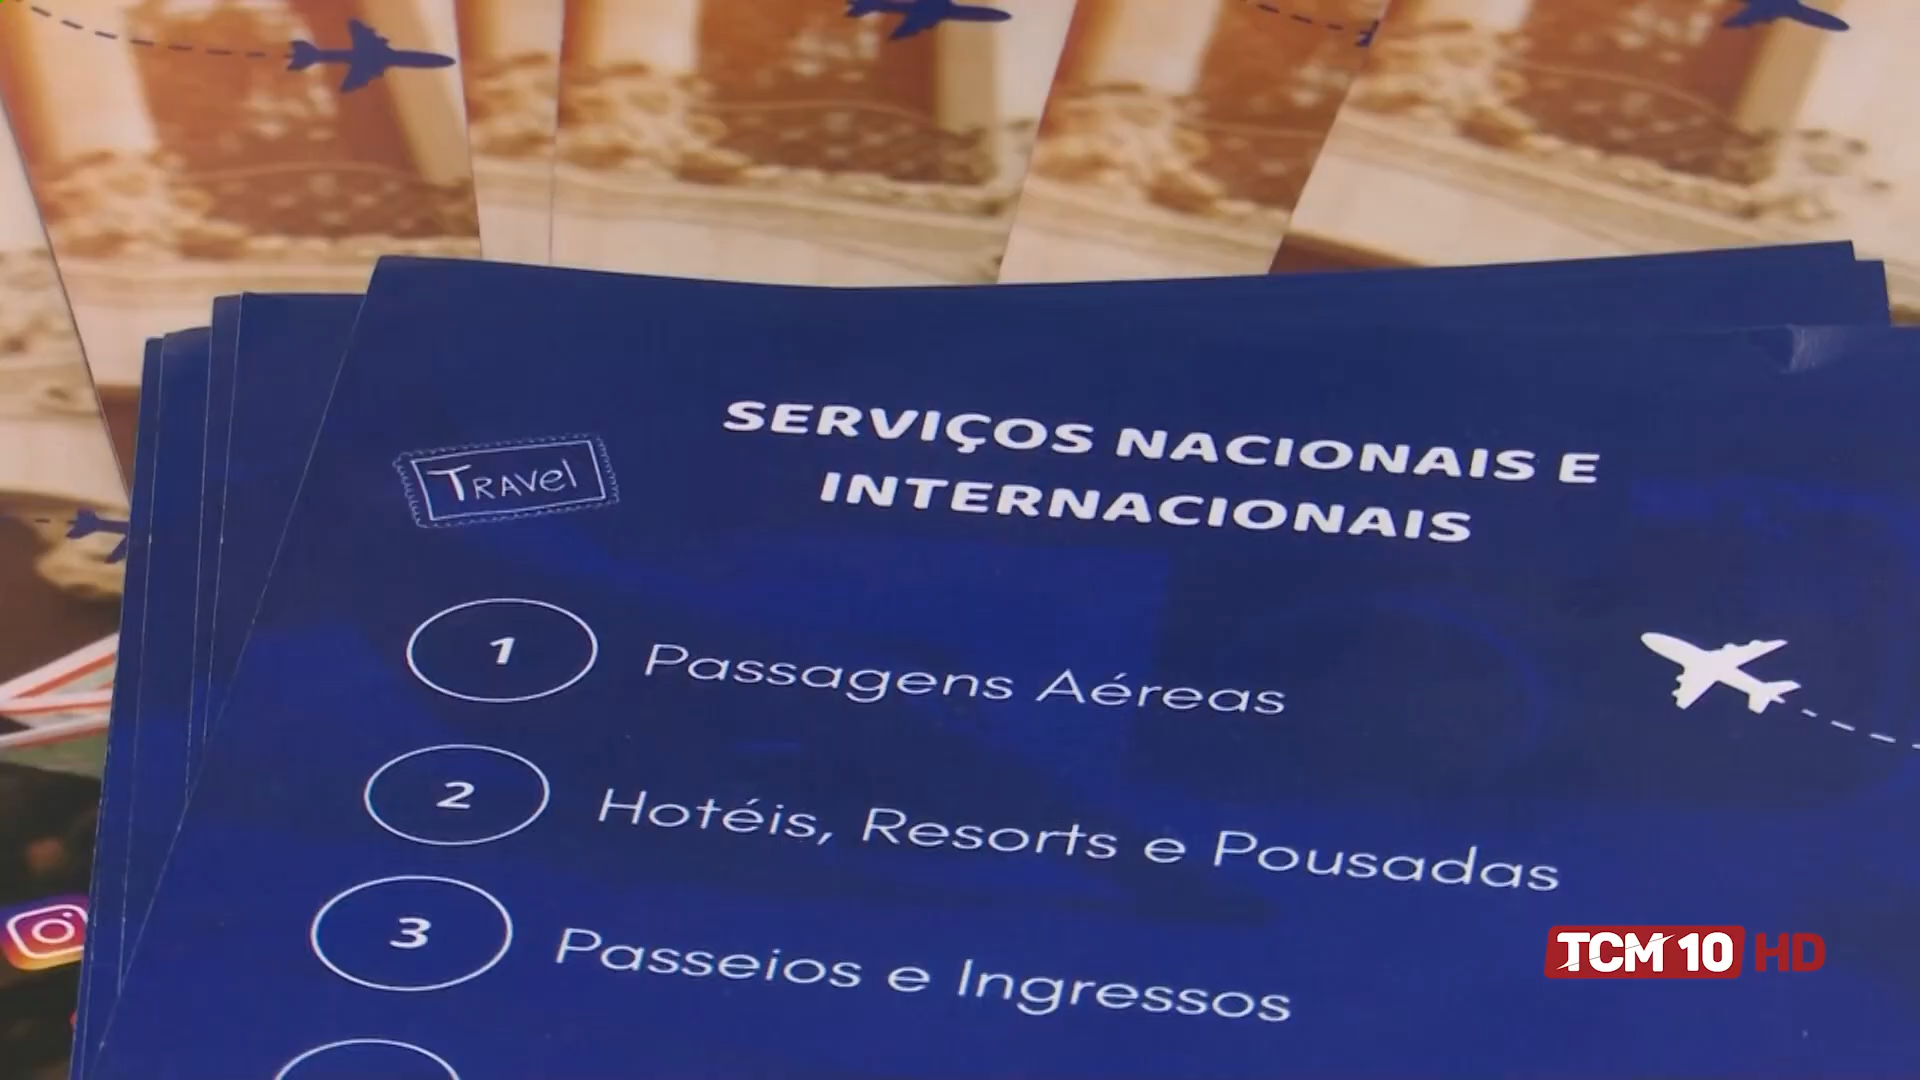 SERVIÇOS NACIONAIS E
INTERNACIONAIS
TRAVel
1 Passagens Aéreas
2 Hotéis, Resorts e Pousadas
3 Passeios e Ingressos
TCM 10 HD